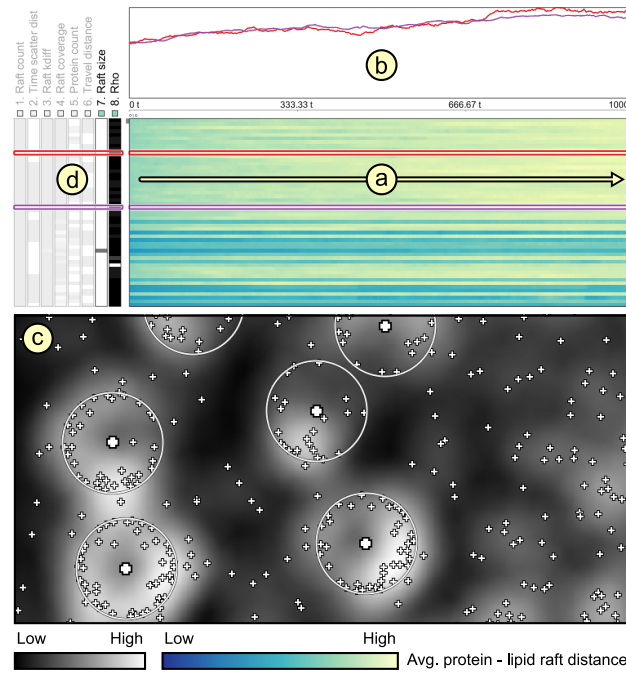 b
1. Raft count
2. Time scatter dist
3. Raft kdiff
4. Raft coverage
5. Protein count
6. Travel distance
7. Raft size
8. Rho
0 t 333.33 t 666.67 t 1000
d
a
c
Low High Low High
Avg. protein - lipid raft distance